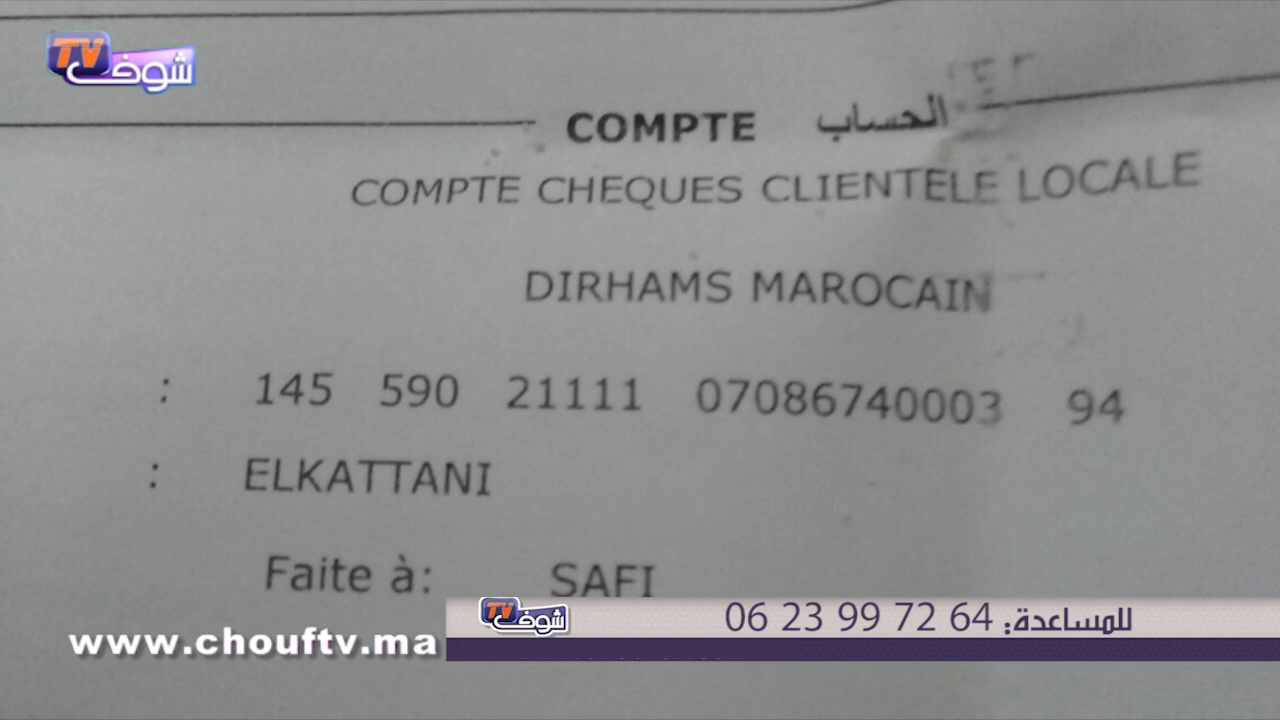 TV شوف
COMPTE الحساب
COMPTE CHEQUES CLIENTELE LOCALE
DIRHAMS MAROCAIN
: 145 590 21111 07086740003 94
: ELKATTANI
Faite à: SAFI
TV شوف
للمساعدة: 06 23 99 72 64
www.chouftv.ma